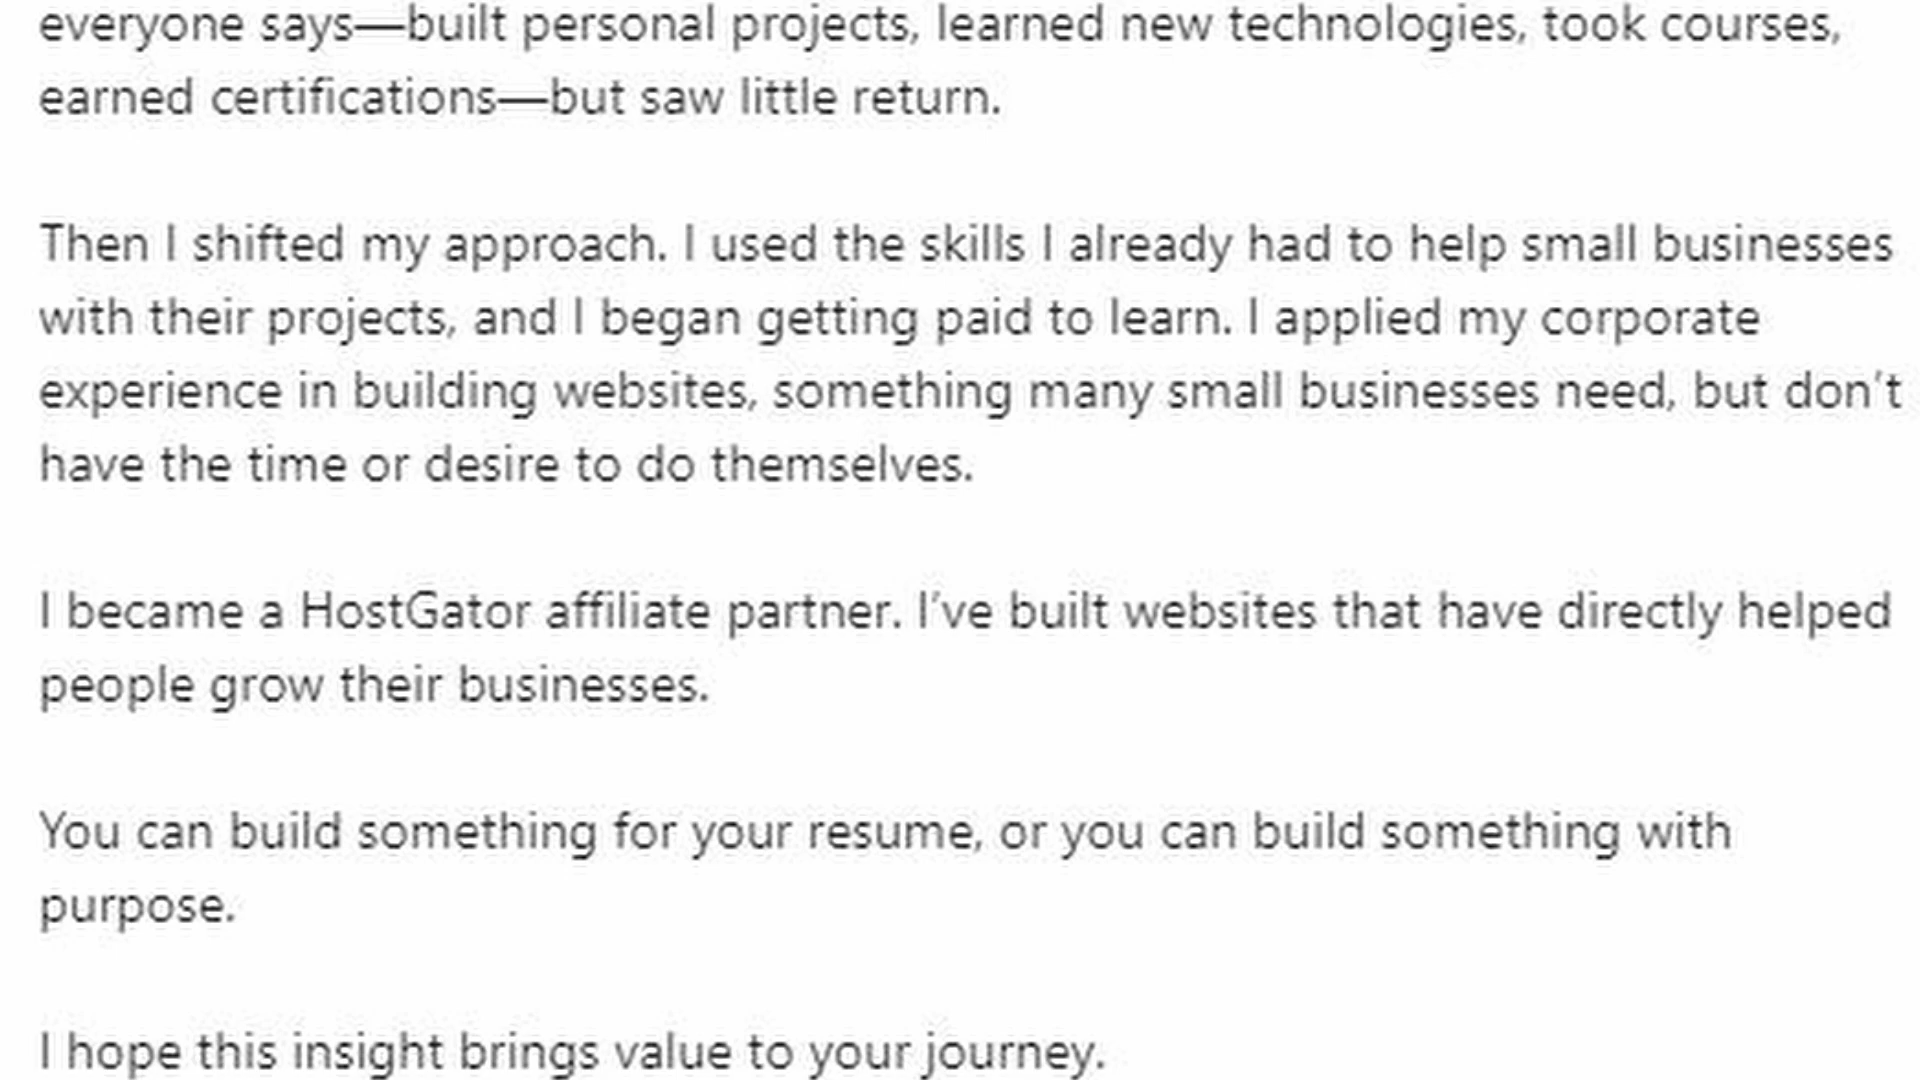 everyone says—built personal projects, learned new technologies, took courses,
earned certifications—but saw little return.
Then I shifted my approach. I used the skills I already had to help small businesses
with their projects, and I began getting paid to learn. I applied my corporate
experience in building websites, something many small businesses need, but don't
have the time or desire to do themselves.
I became a HostGator affiliate partner. I've built websites that have directly helped
people grow their businesses.
You can build something for your resume, or you can build something with
purpose.
I hope this insight brings value to your journey.